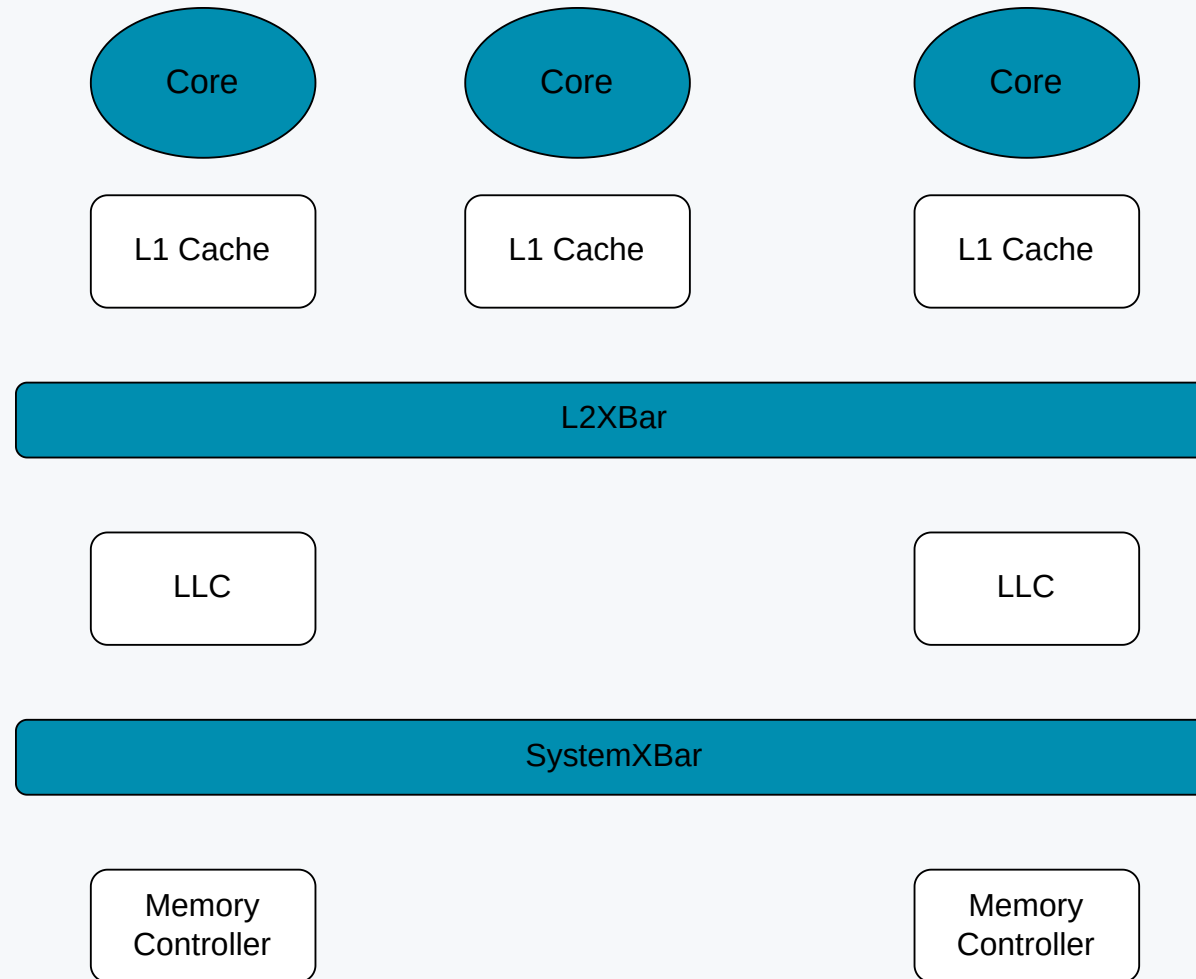 Core
Core
Core
L1 Cache
L1 Cache
L1 Cache
L2XBar
LLC
LLC
SystemXBar
Memory
Controller
Memory
Controller